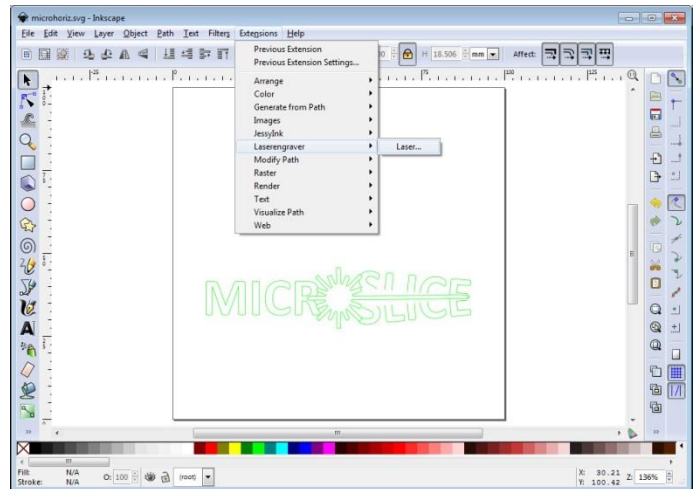 microhoriz.svg - Inkscape
File Edit View Layer Object Path Text Filters Extensions Help
H 18.506 mm Affect:
Previous Extension
Previous Extension Settings...
Arrange
Color
Generate from Path
Images
JessyInk
Laserengraver
Laser...
Modify Path
Raster
Render
Text
Visualize Path
Web
MICROSLICE
Fill: N/A
Stroke: N/A
O: 100
(root)
X: 30.21
Y: 100.42
Z: 136%